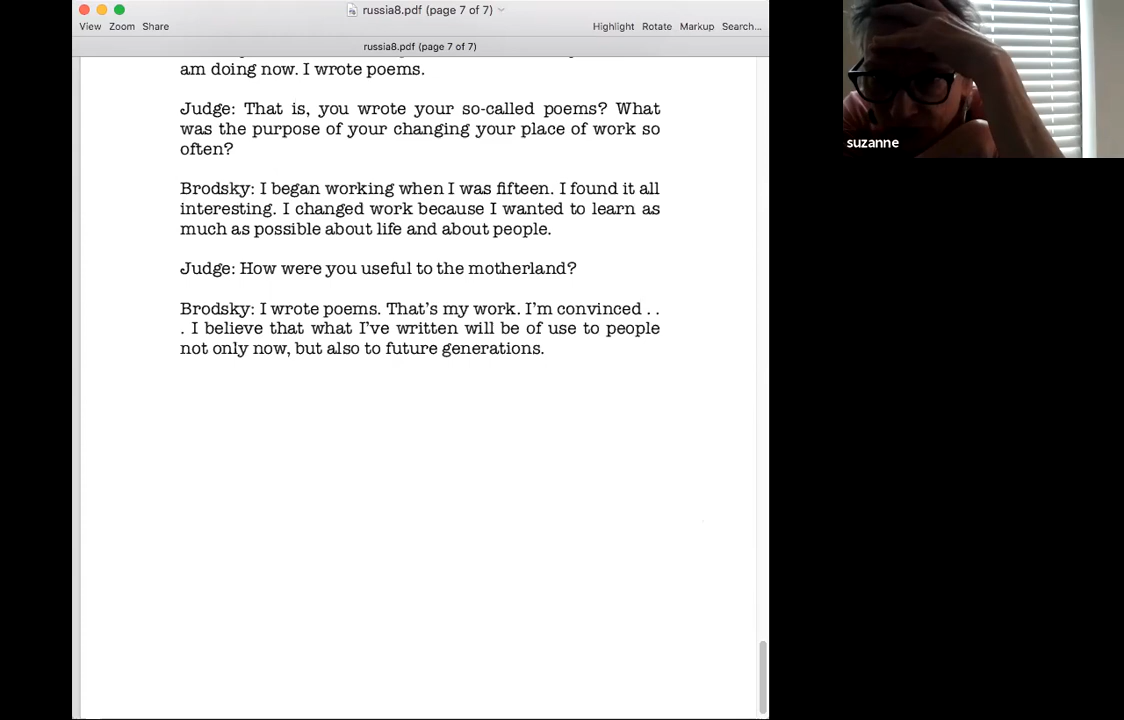 russia8.pdf (page 7 of 7)
View Zoom Share
Highlight Rotate Markup Search...
russia8.pdf (page 7 of 7)
am doing now. I wrote poems.
Judge: That is, you wrote your so-called poems? What
was the purpose of your changing your place of work so
often?
Brodsky: I began working when I was fifteen. I found it all
interesting. I changed work because I wanted to learn as
much as possible about life and about people.
Judge: How were you useful to the motherland?
Brodsky: I wrote poems. That’s my work. I’m convinced . .
. I believe that what I’ve written will be of use to people
not only now, but also to future generations.
suzanne